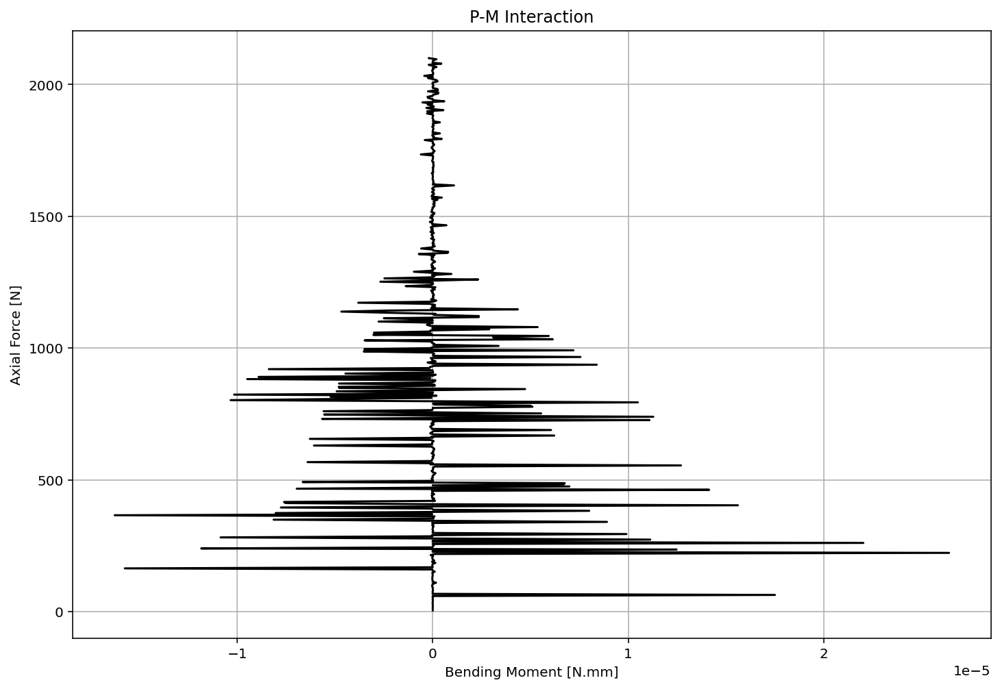 P-M Interaction
Axial Force [N]
2000
1500
1000
500
0
−1
0
1
2
1e−5
Bending Moment [N.mm]